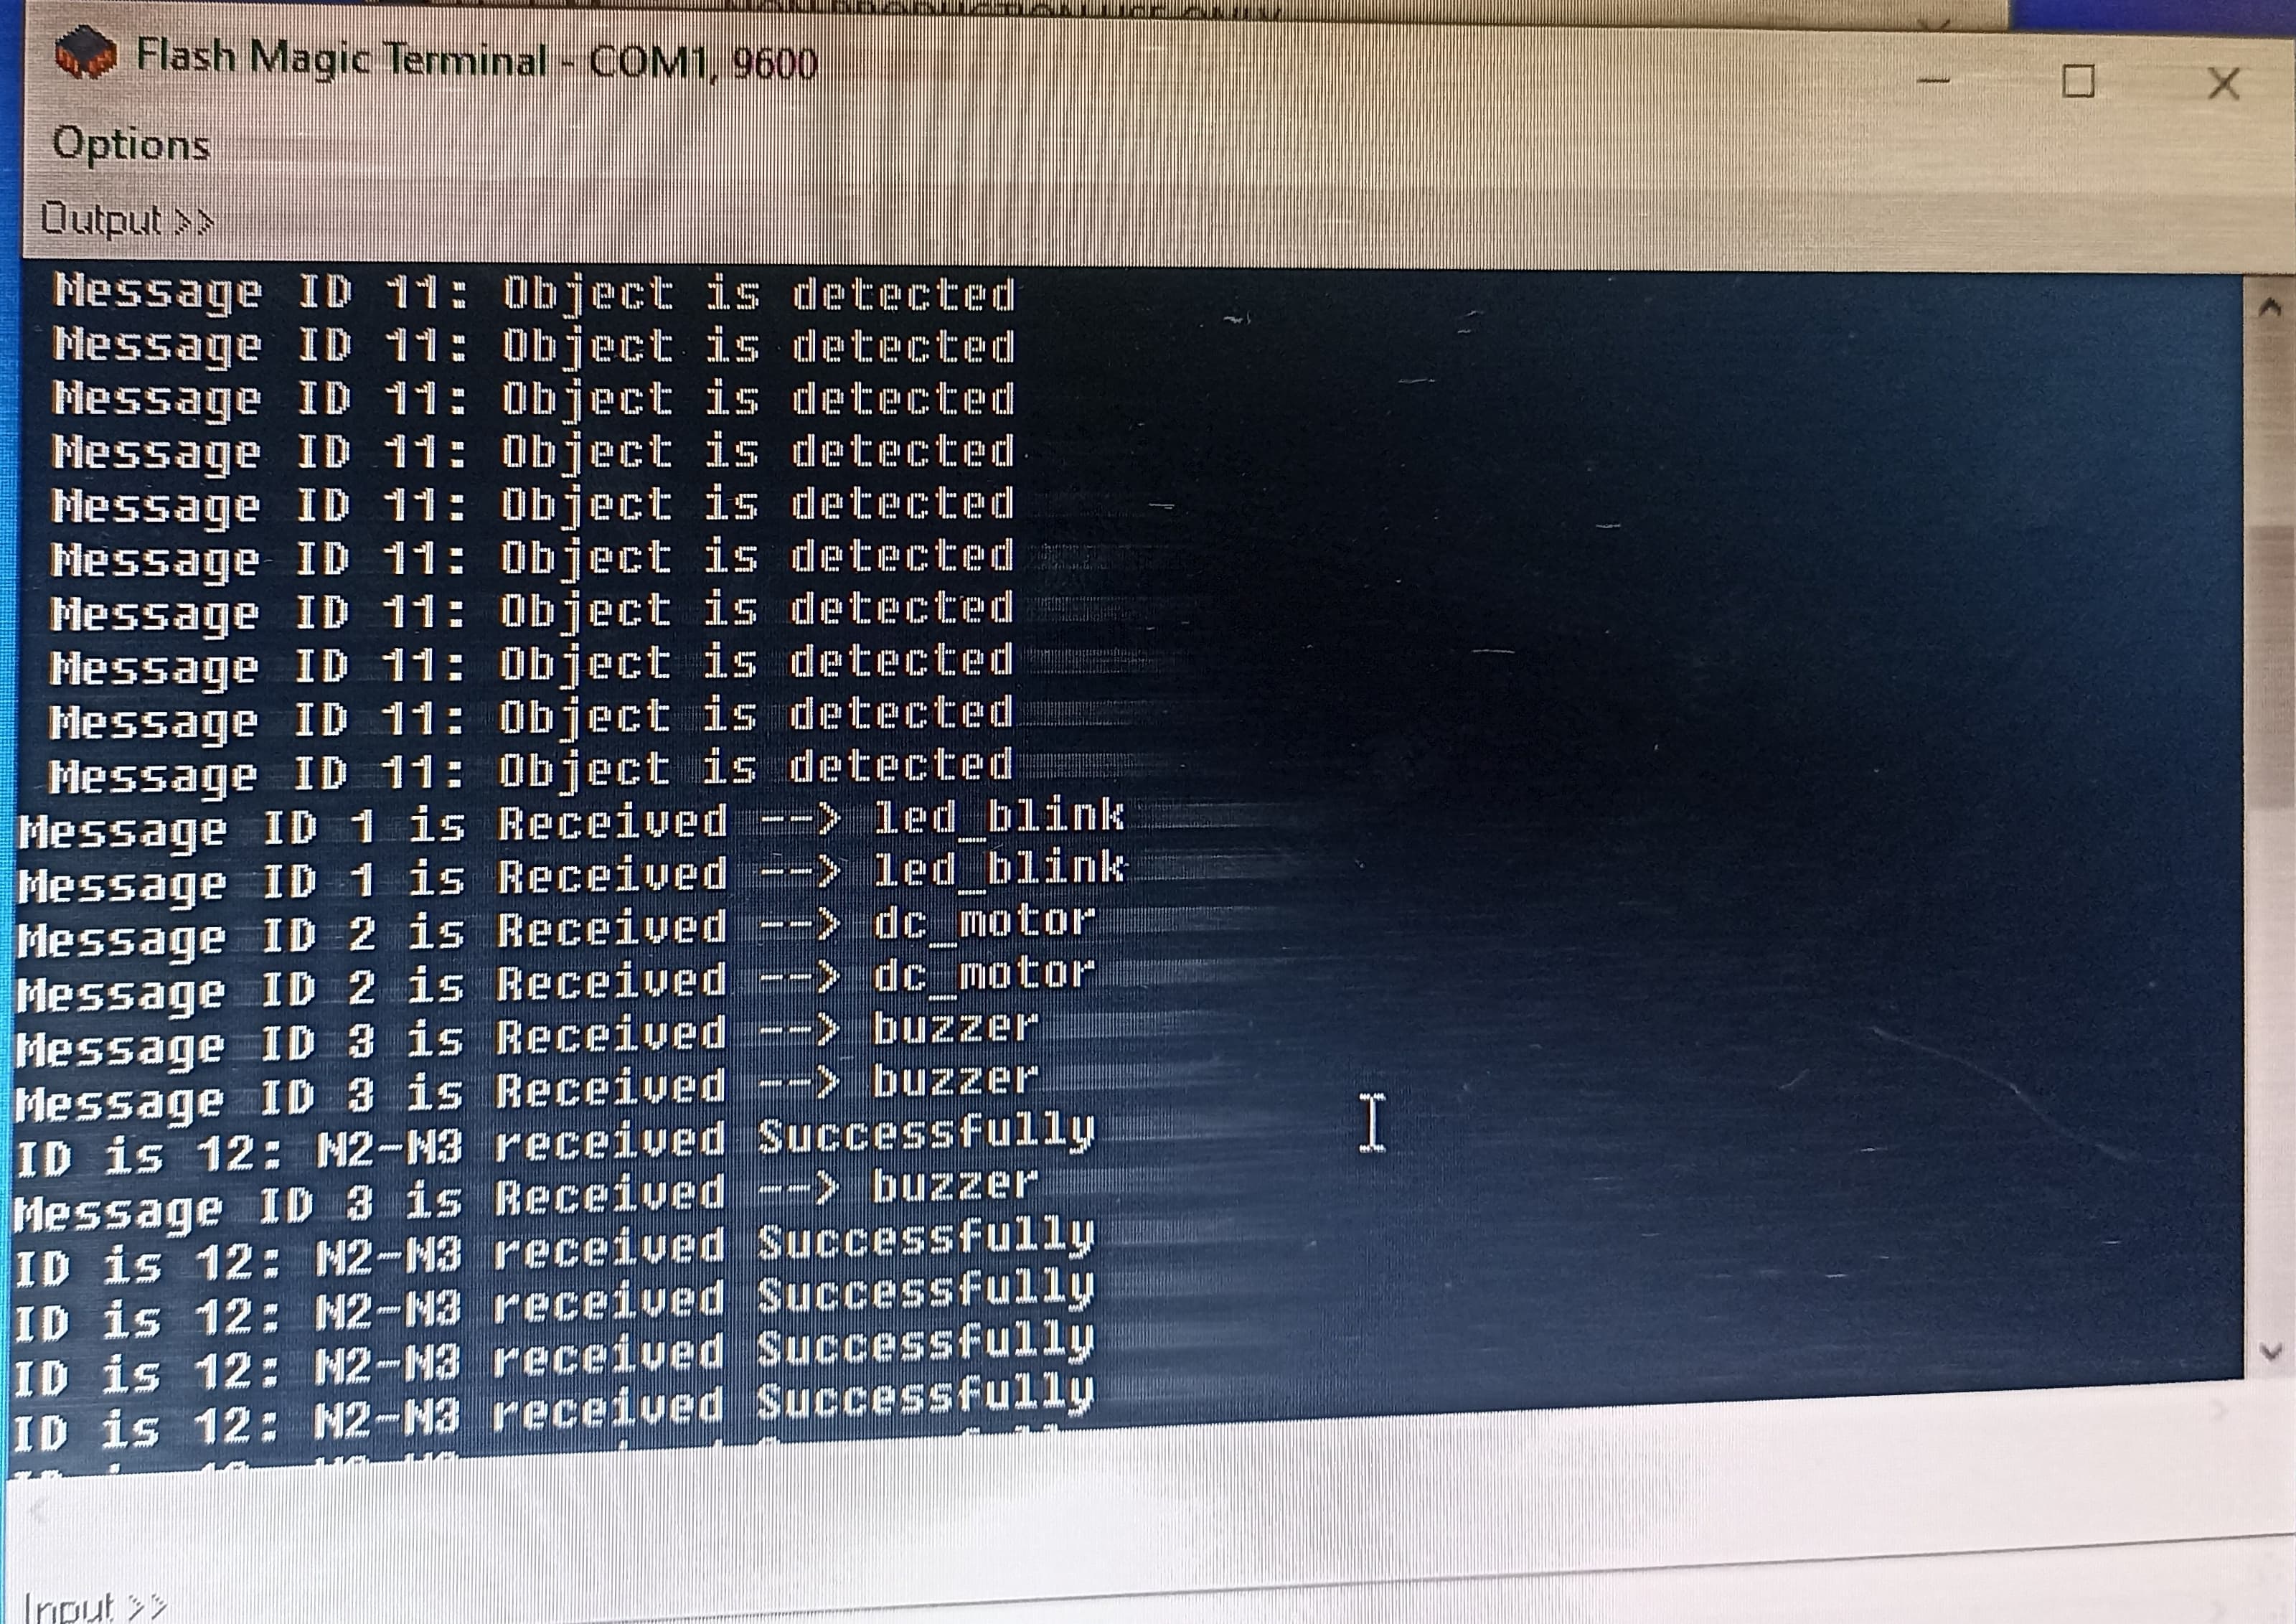 NON PRODUCTION USE ONLY
Flash Magic Terminal - COM1, 9600
Options
Output >>
Message ID 11: Object is detected
Message ID 11: Object is detected
Message ID 11: Object is detected
Message ID 11: Object is detected
Message ID 11: Object is detected
Message ID 11: Object is detected
Message ID 11: Object is detected
Message ID 11: Object is detected
Message ID 11: Object is detected
Message ID 11: Object is detected
Message ID 1 is Received --> led_blink
Message ID 1 is Received --> led_blink
Message ID 2 is Received --> dc_motor
Message ID 2 is Received --> dc_motor
Message ID 3 is Received --> buzzer
Message ID 3 is Received --> buzzer
ID is 12: N2-N3 received Successfully
Message ID 3 is Received --> buzzer
ID is 12: N2-N3 received Successfully
ID is 12: N2-N3 received Successfully
ID is 12: N2-N3 received Successfully
ID is 12: N2-N3 received Successfully
Input >>